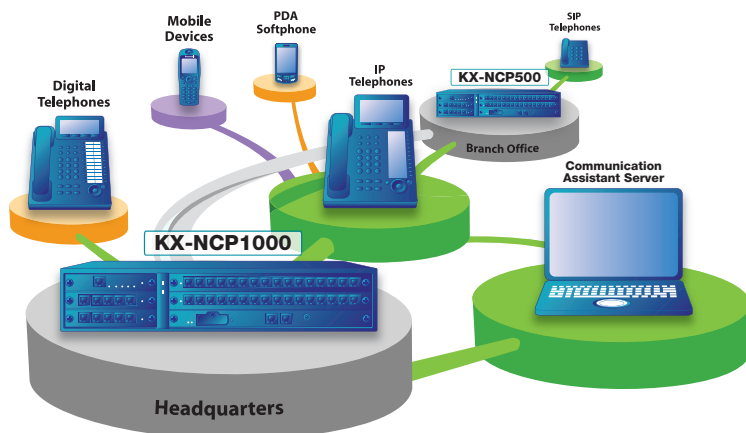 Mobile
Devices
PDA
Softphone
SIP
Telephones
Digital
Telephones
IP
Telephones
KX-NCP500
Branch Office
Communication
Assistant Server
KX-NCP1000
Headquarters